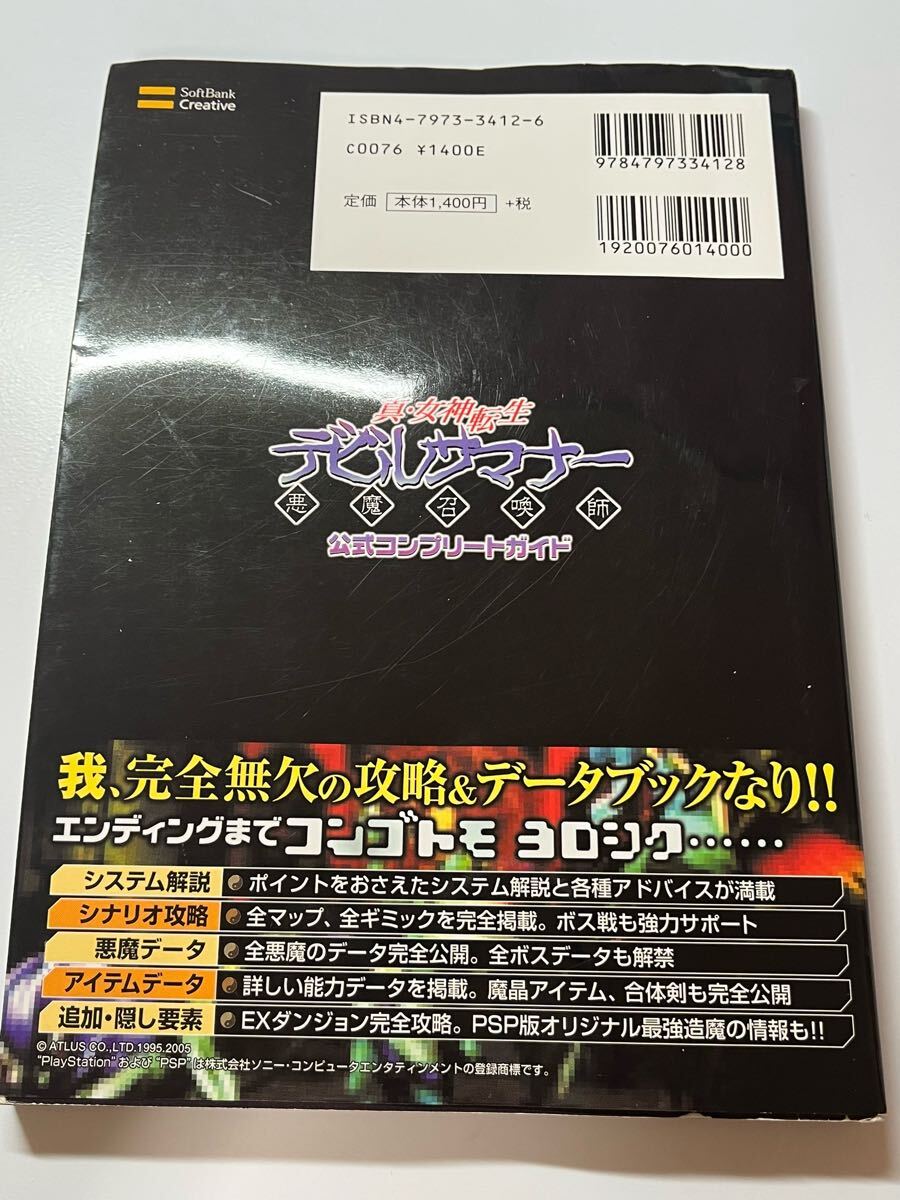 SoftBank
Creative
ISBN4-7973-3412-6
C0076 ¥1400E
定価 本体1,400円 +税
9784797334128
1920076014000
真・女神転生
デビルサマナー
悪魔召喚師
公式コンプリートガイド
我、完全無欠の攻略&データブックなり!!
エンディングまでコンゴトモ ヨロシク……
システム解説 ポイントをおさえたシステム解説と各種アドバイスが満載
シナリオ攻略 全マップ、全ギミックを完全掲載。ボス戦も強力サポート
悪魔データ 全悪魔のデータ完全公開。全ボスデータも解禁
アイテムデータ 詳しい能力データを掲載。魔晶アイテム、合体剣も完全公開
追加・隠し要素 EXダンジョン完全攻略。PSP版オリジナル最強造魔の情報も!!
© ATLUS CO.,LTD.1995.2005
"PlayStation"および"PSP"は株式会社ソニー・コンピュータエンタテインメントの登録商標です。